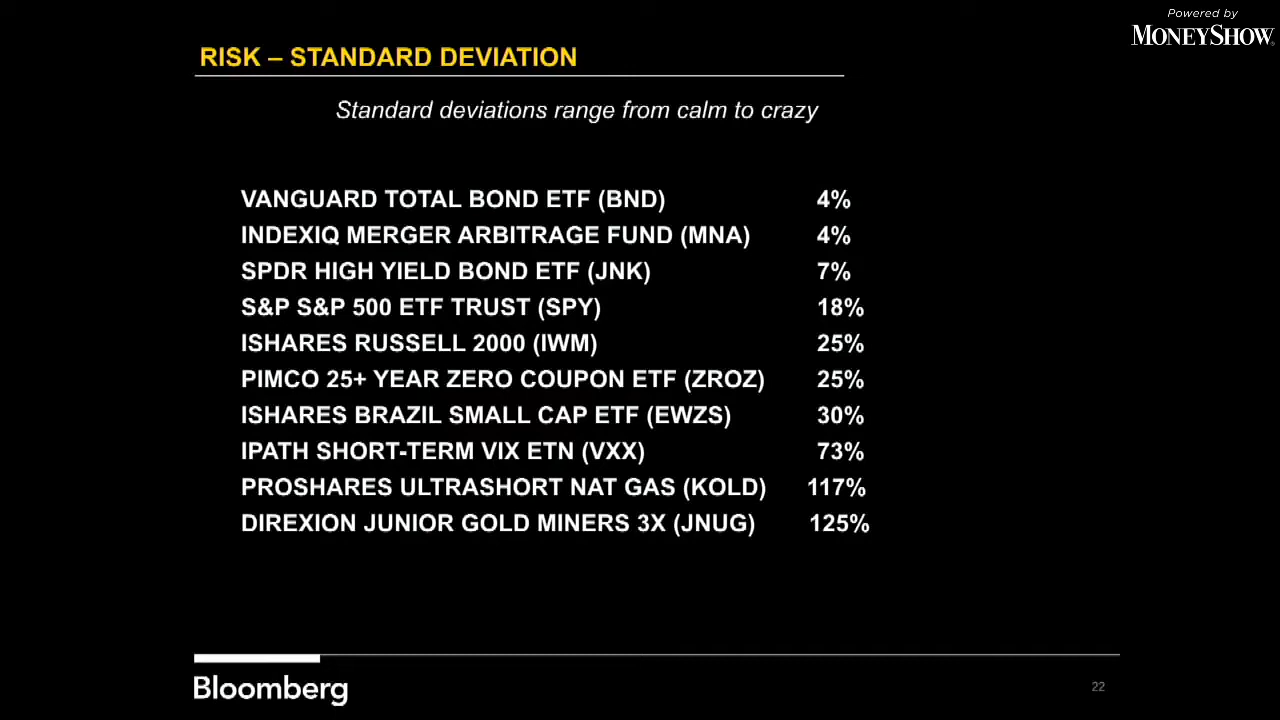 Powered by
MONEYSHOW
RISK – STANDARD DEVIATION
Standard deviations range from calm to crazy
VANGUARD TOTAL BOND ETF (BND) 4%
INDEXIQ MERGER ARBITRAGE FUND (MNA) 4%
SPDR HIGH YIELD BOND ETF (JNK) 7%
S&P S&P 500 ETF TRUST (SPY) 18%
ISHARES RUSSELL 2000 (IWM) 25%
PIMCO 25+ YEAR ZERO COUPON ETF (ZROZ) 25%
ISHARES BRAZIL SMALL CAP ETF (EWZS) 30%
IPATH SHORT-TERM VIX ETN (VXX) 73%
PROSHARES ULTRASHORT NAT GAS (KOLD) 117%
DIREXION JUNIOR GOLD MINERS 3X (JNUG) 125%
Bloomberg
22